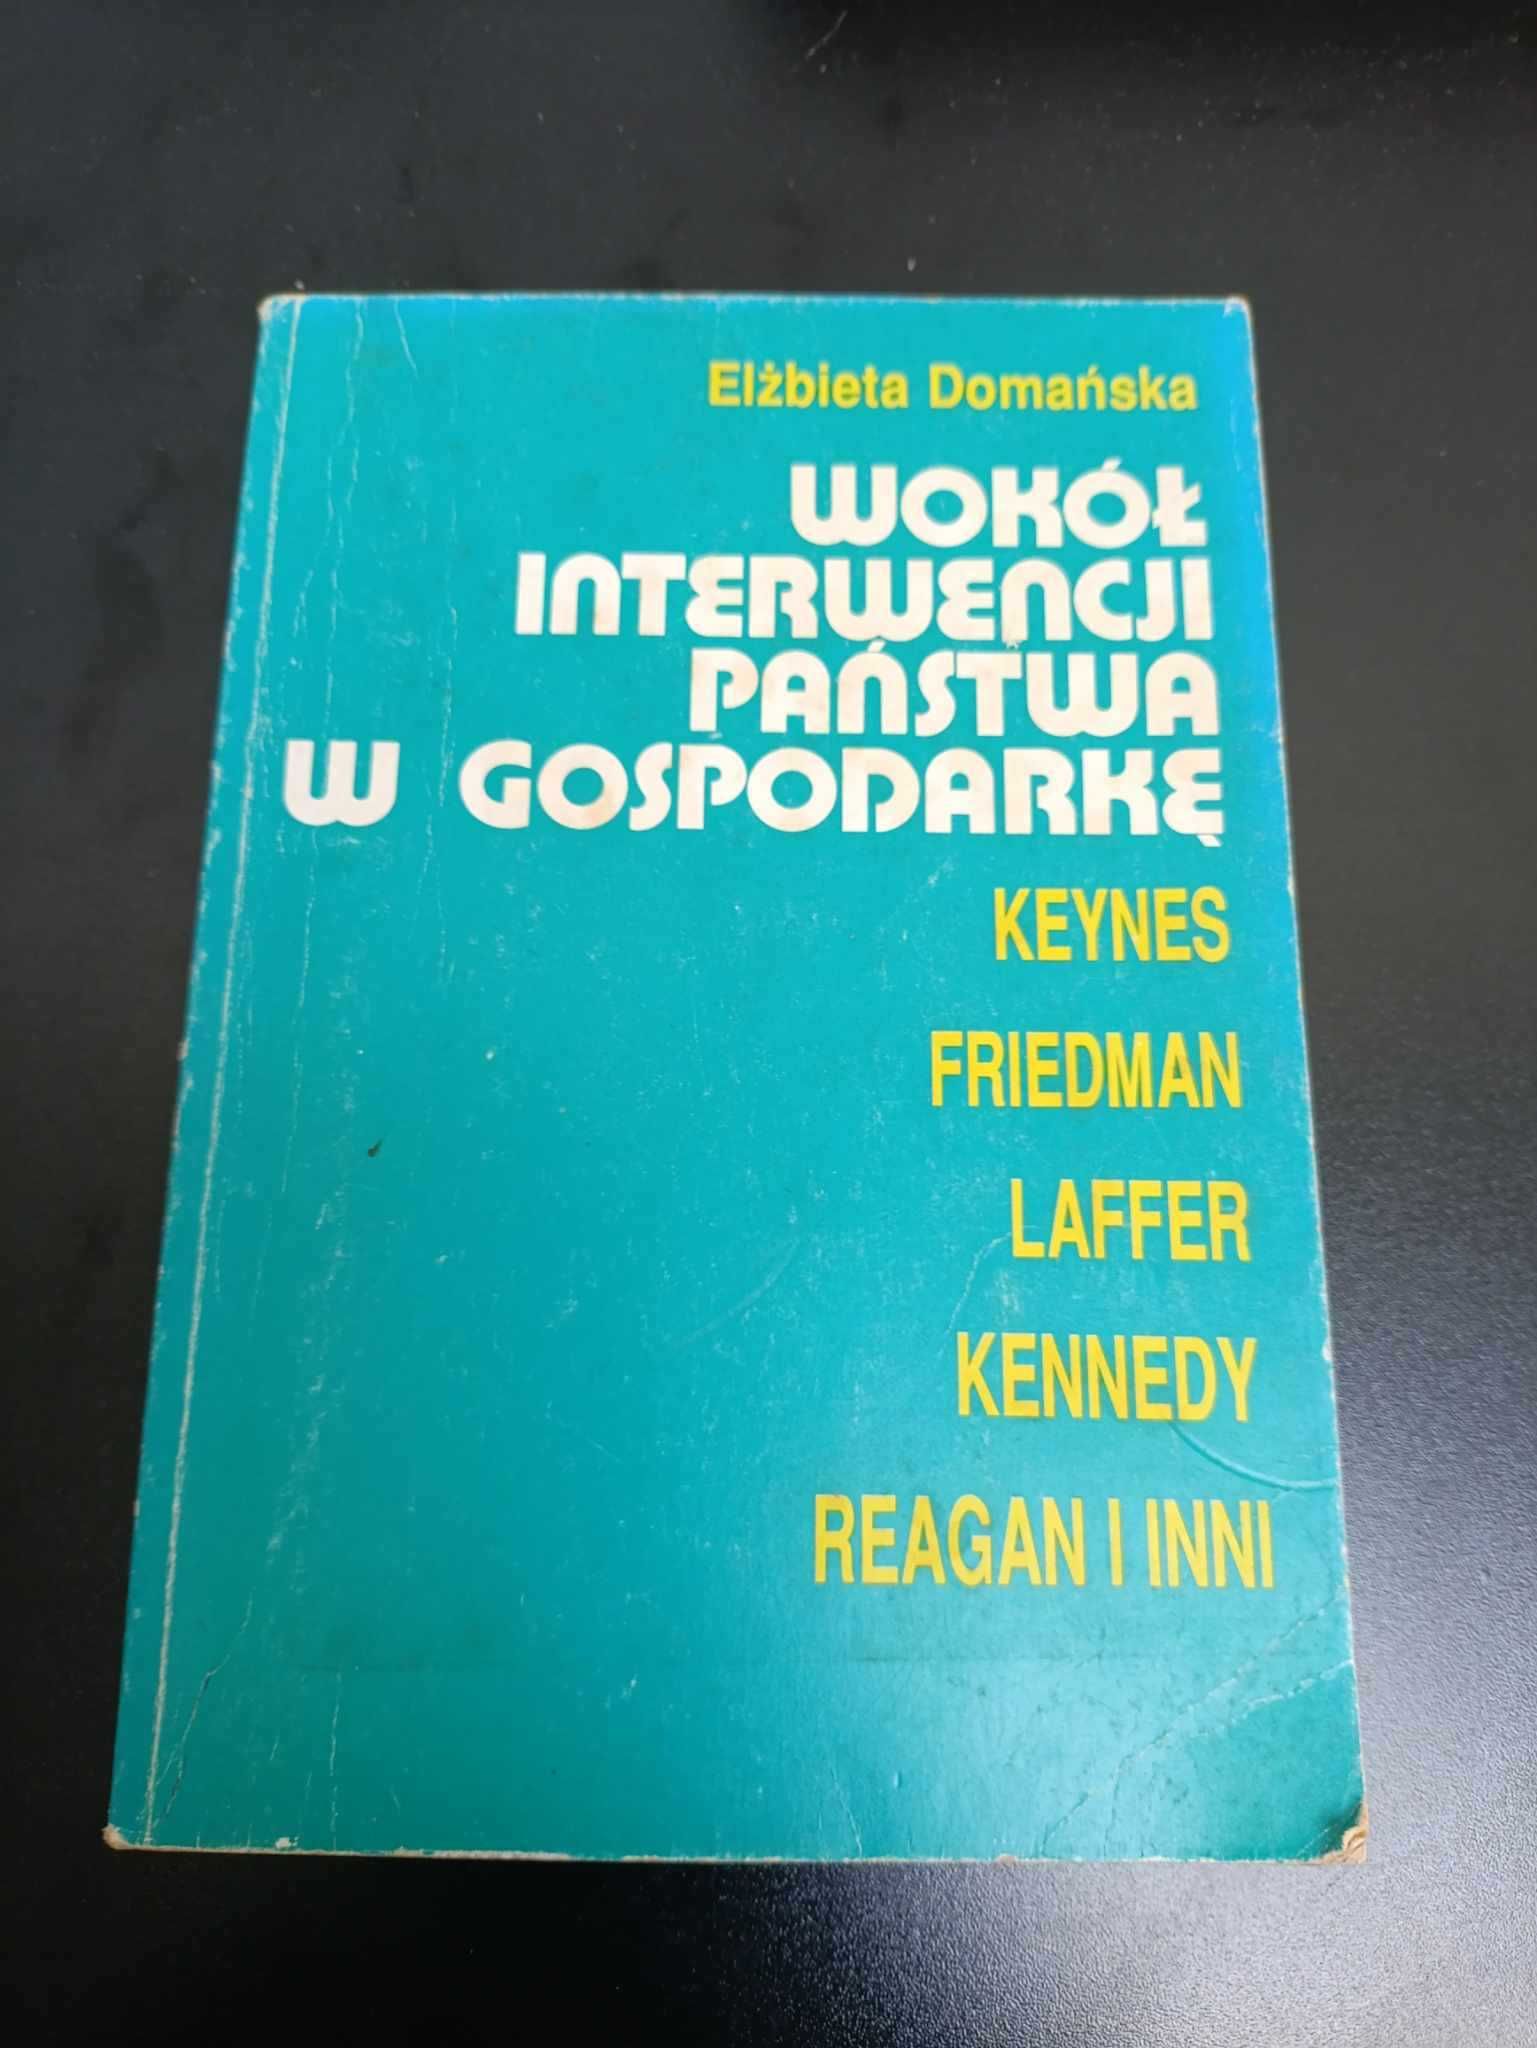 Elżbieta Domańska
WOKÓŁ
INTERWENCJI
PAŃSTWA
W GOSPODARKĘ
KEYNES
FRIEDMAN
LAFFER
KENNEDY
REAGAN I INNI